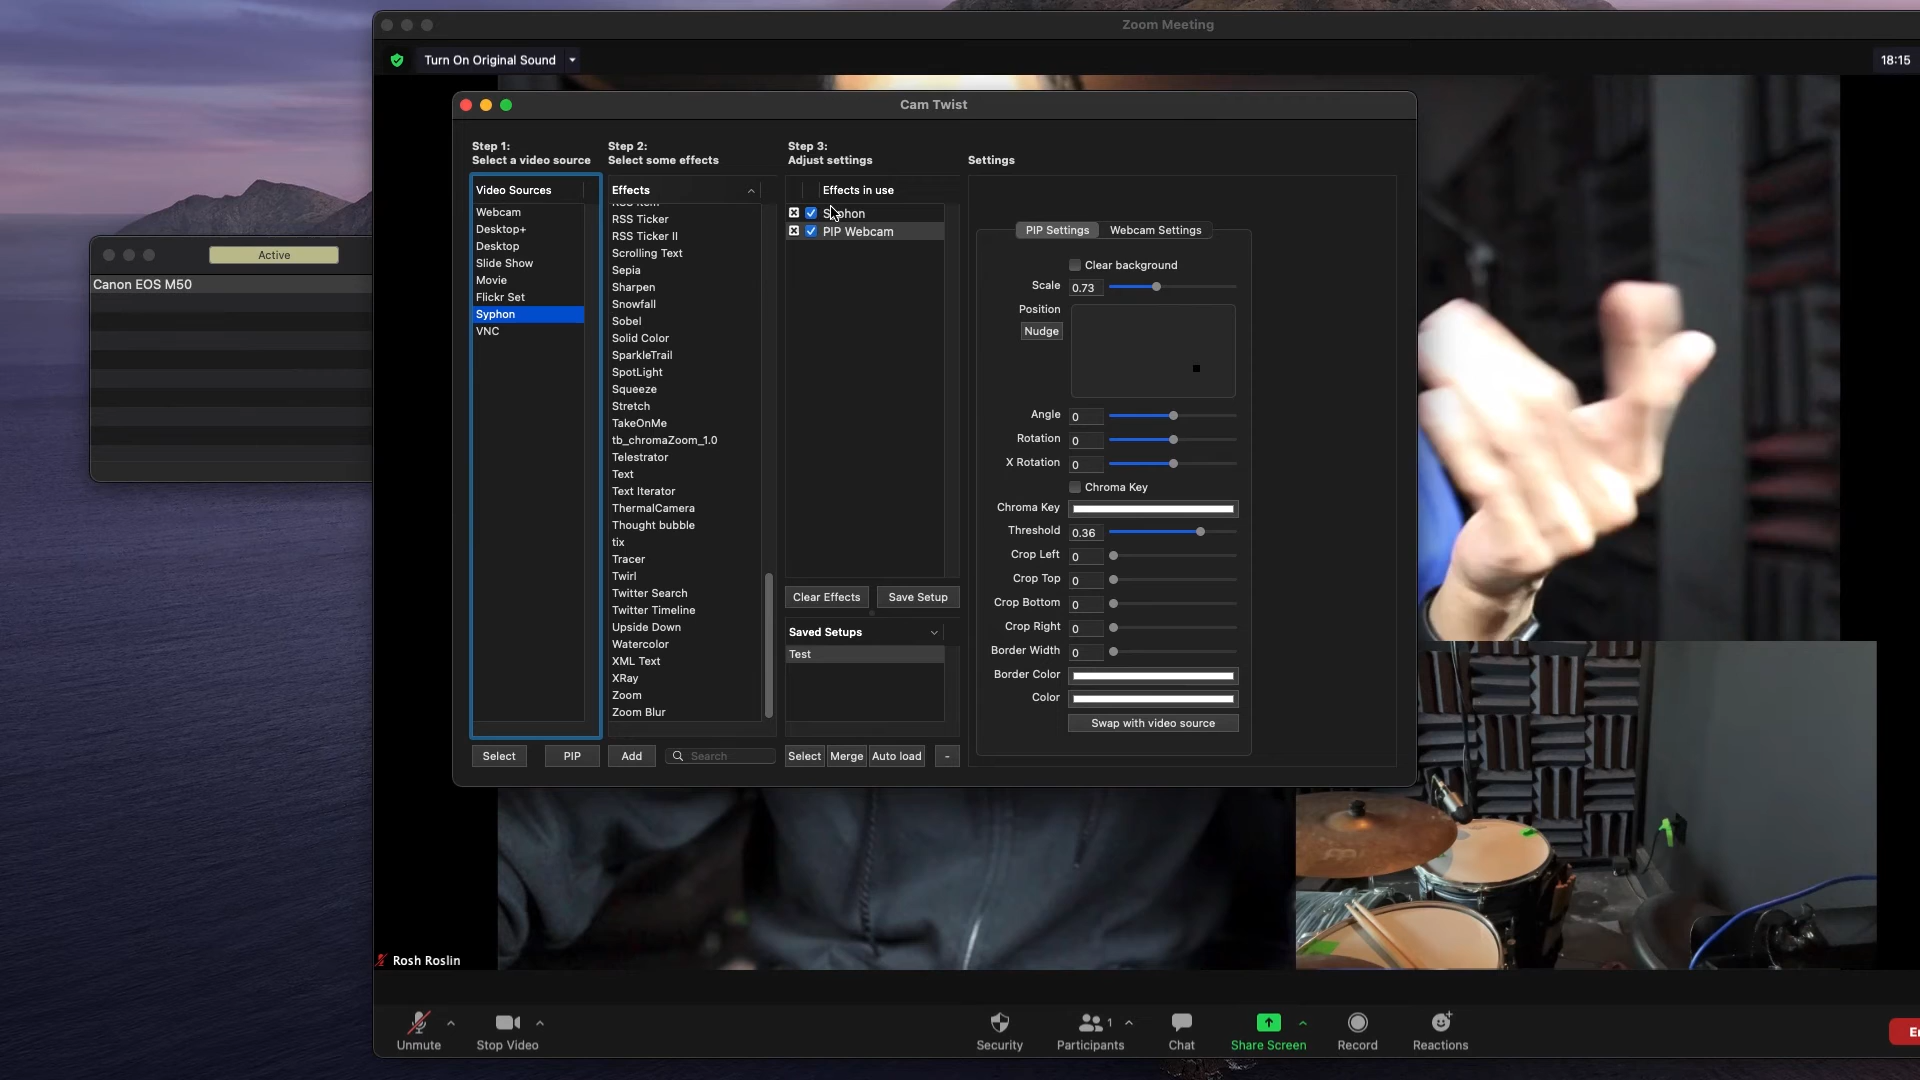 Zoom Meeting
Turn On Original Sound
18:15
Cam Twist
Step 1:
Select a video source
Step 2:
Select some effects
Step 3:
Adjust settings
Settings
Video Sources
Webcam
Desktop+
Desktop
Slide Show
Movie
Flickr Set
Syphon
VNC
Effects
RSS Ticker
RSS Ticker II
Scrolling Text
Sepia
Sharpen
Snowfall
Sobel
Solid Color
SparkleTrail
SpotLight
Squeeze
Stretch
TakeOnMe
tb_chromaZoom_1.0
Telestrator
Text
Text Iterator
ThermalCamera
Thought bubble
tix
Tracer
Twirl
Twitter Search
Twitter Timeline
Upside Down
Watercolor
XML Text
XRay
Zoom
Zoom Blur
Effects in use
Syphon
PIP Webcam
Clear Effects
Save Setup
Saved Setups
Test
Select
PIP
Add
Search
Select
Merge
Auto load
-
PIP Settings
Webcam Settings
Clear background
Scale 0.73
Position
Nudge
Angle 0
Rotation 0
X Rotation 0
Chroma Key
Chroma Key
Threshold 0.36
Crop Left 0
Crop Top 0
Crop Bottom 0
Crop Right 0
Border Width 0
Border Color
Color
Swap with video source
Active
Canon EOS M50
Rosh Roslin
Unmute
Stop Video
Security
1
Participants
Chat
Share Screen
Record
Reactions